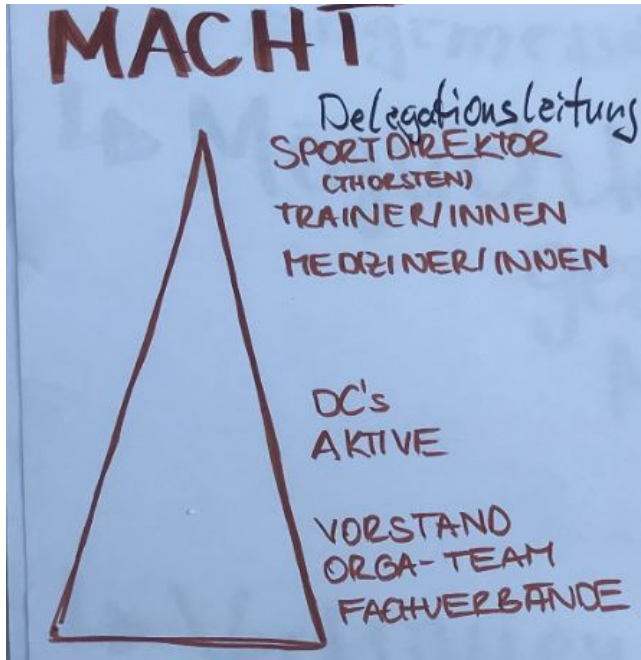 MACHT
Delegationsleitung
SPORTDIREKTOR
(THORSTEN)
TRAINER/INNEN
MEDIZINER/INNEN
DC's
AKTIVE
VORSTAND
ORGA-TEAM
FACHVERBÄNDE